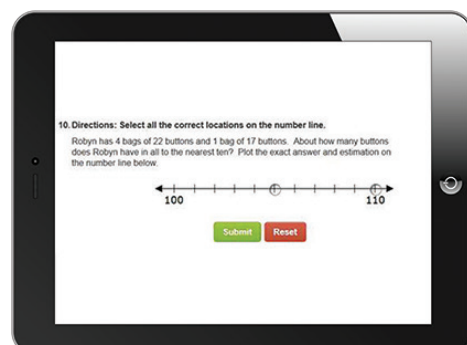 10. Directions: Select all the correct locations on the number line.
Robyn has 4 bags of 22 buttons and 1 bag of 17 buttons. About how many buttons
does Robyn have in all to the nearest ten? Plot the exact answer and estimation on
the number line below.
100 110
Submit Reset